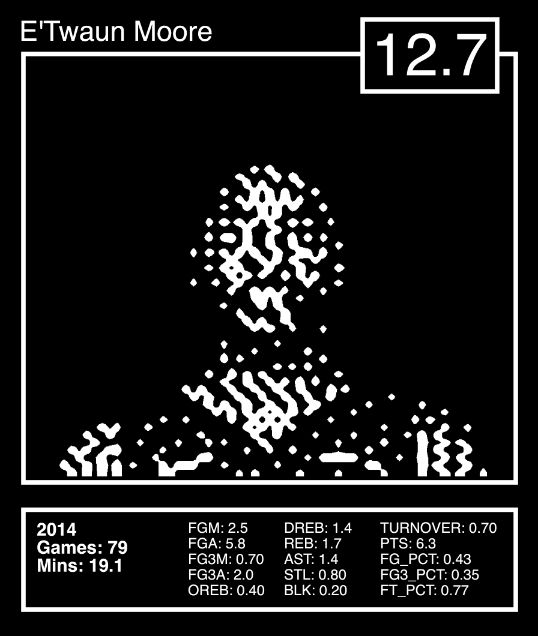 E'Twaun Moore
12.7
2014
Games: 79
Mins: 19.1
FGM: 2.5
FGA: 5.8
FG3M: 0.70
FG3A: 2.0
OREB: 0.40
DREB: 1.4
REB: 1.7
AST: 1.4
STL: 0.80
BLK: 0.20
TURNOVER: 0.70
PTS: 6.3
FG_PCT: 0.43
FG3_PCT: 0.35
FT_PCT: 0.77